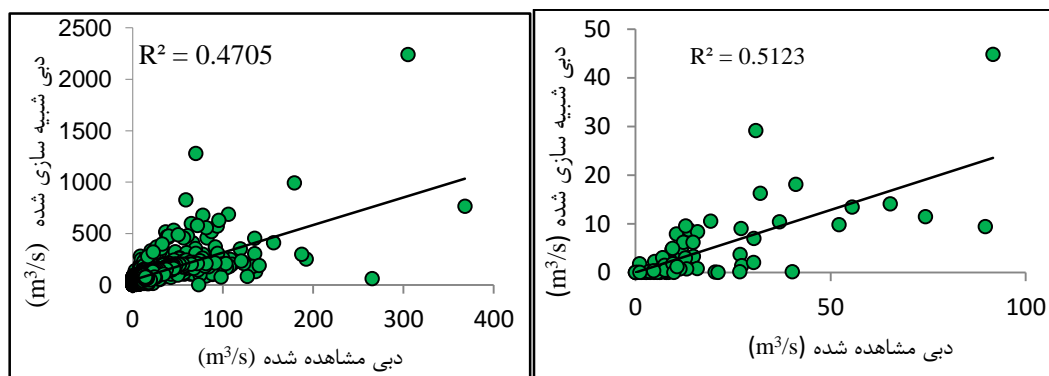 R² = 0.4705
2500
2000
1500
1000
500
0
0 100 200 300 400
دبی شبیه سازی شده (m³/s)
دبی مشاهده شده (m³/s)
R² = 0.5123
50
40
30
20
10
0
0 50 100
دبی شبیه سازی شده (m³/s)
دبی مشاهده شده (m³/s)